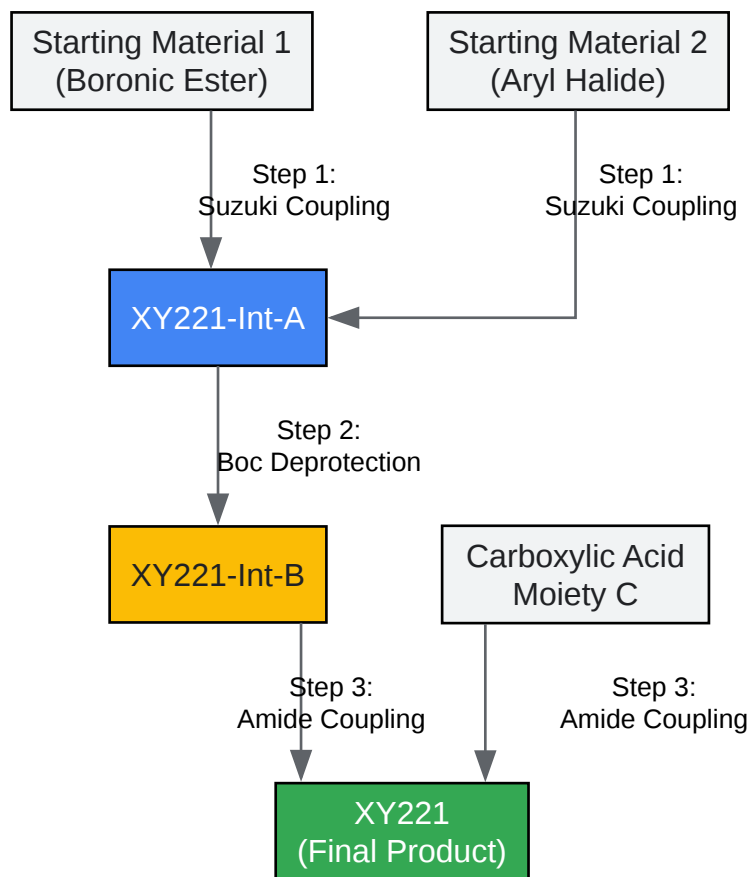 Starting Material 1
(Boronic Ester)
Starting Material 2
(Aryl Halide)
Step 1:
Suzuki Coupling
Step 1:
Suzuki Coupling
XY221-Int-A
Step 2:
Boc Deprotection
XY221-Int-B
Carboxylic Acid
Moiety C
Step 3:
Amide Coupling
Step 3:
Amide Coupling
XY221
(Final Product)